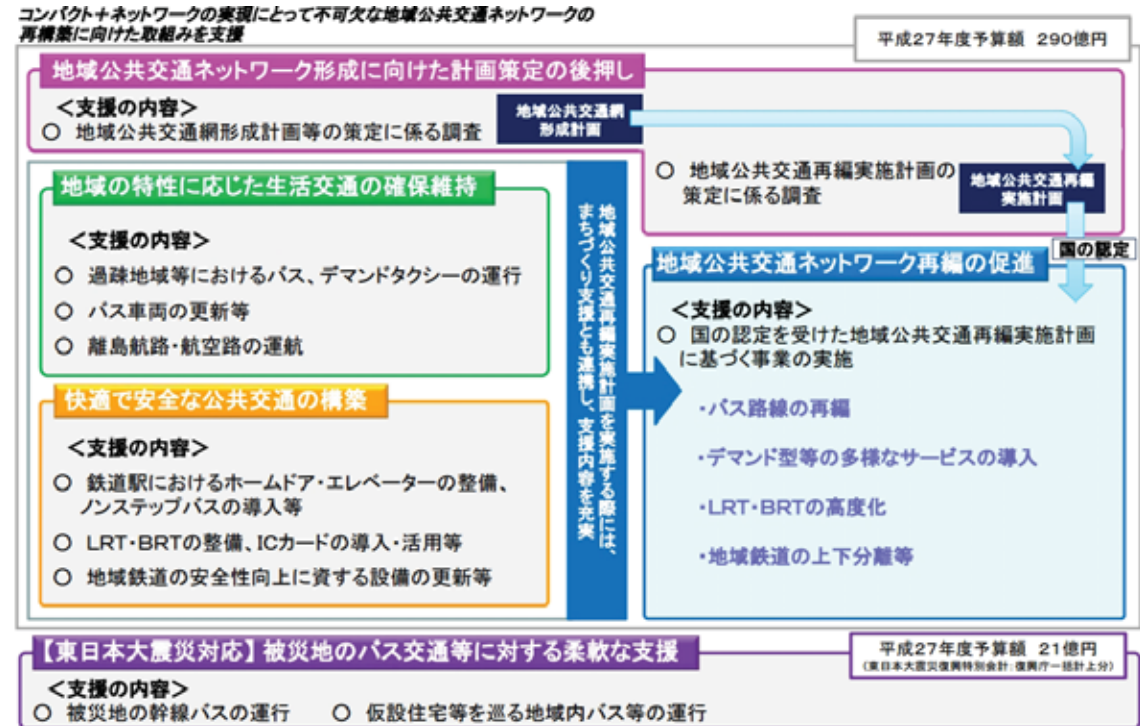 コンパクト＋ネットワークの実現にとって不可欠な地域公共交通ネットワークの
再構築に向けた取組みを支援
平成27年度予算額 290億円
地域公共交通ネットワーク形成に向けた計画策定の後押し
＜支援の内容＞
○ 地域公共交通網形成計画等の策定に係る調査
地域公共交通網
形成計画
○ 地域公共交通再編実施計画の
策定に係る調査
地域公共交通再編
実施計画
国の認定
地域の特性に応じた生活交通の確保維持
＜支援の内容＞
○ 過疎地域等におけるバス、デマンドタクシーの運行
○ バス車両の更新等
○ 離島航路・航空路の運航
快適で安全な公共交通の構築
＜支援の内容＞
○ 鉄道駅におけるホームドア・エレベーターの整備、
ノンステップバスの導入等
○ LRT・BRTの整備、ICカードの導入・活用等
○ 地域鉄道の安全性向上に資する設備の更新等
地域公共交通再編実施計画を実施する際には、
まちづくり支援とも連携し、支援内容を充実
地域公共交通ネットワーク再編の促進
＜支援の内容＞
○ 国の認定を受けた地域公共交通再編実施計画
に基づく事業の実施
・バス路線の再編
・デマンド型等の多様なサービスの導入
・LRT・BRTの高度化
・地域鉄道の上下分離等
【東日本大震災対応】被災地のバス交通等に対する柔軟な支援
平成27年度予算額 21億円
（東日本大震災復興特別会計：復興庁一括計上分）
＜支援の内容＞
○ 被災地の幹線バスの運行 ○ 仮設住宅等を巡る地域内バス等の運行